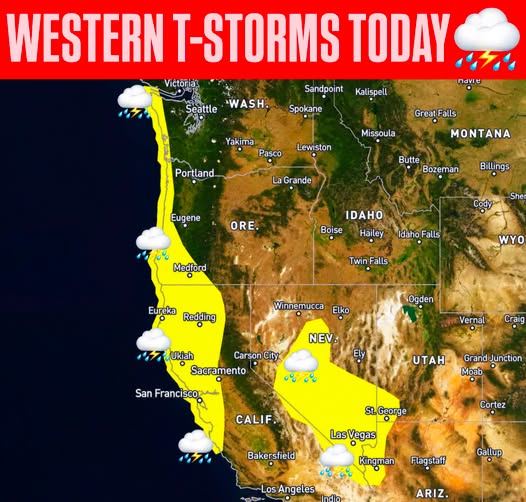 WESTERN T-STORMS TODAY
Victoria
Seattle
WASH.
Sandpoint
Kalispell
Havre
Spokane
Great Falls
Yakima
Pasco
Lewiston
Missoula
MONTANA
Portland
La Grande
Butte
Bozeman
Billings
Eugene
ORE.
IDAHO
Cody
Sher
Boise
Hailey
Idaho Falls
WYO
Medford
Twin Falls
Eureka
Redding
Winnemucca
Elko
Ogden
Vernal
Craig
NEV.
Ukiah
Carson City
Ely
UTAH
Grand Junction
Sacramento
Moab
San Francisco
CALIF.
St. George
Cortez
Las Vegas
Bakersfield
Kingman
Flagstaff
Gallup
Los Angeles
Indio
ARIZ.